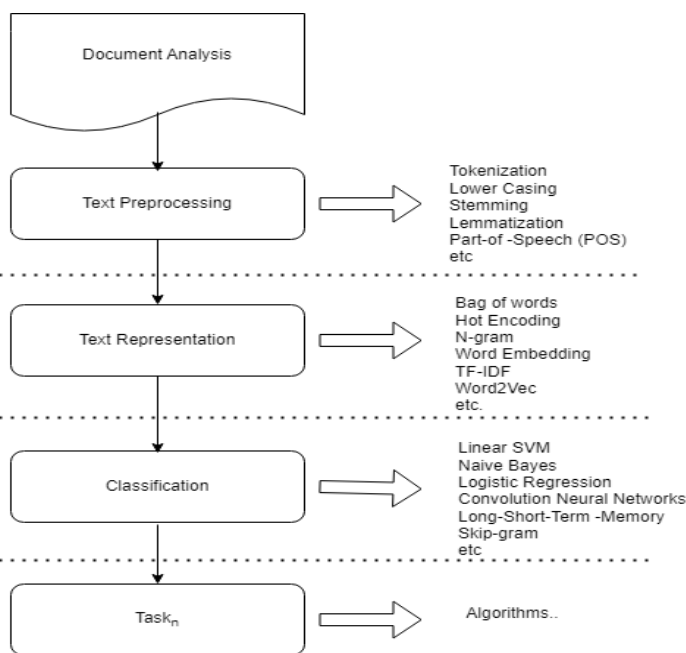 Document Analysis
Text Preprocessing
Tokenization
Lower Casing
Stemming
Lemmatization
Part-of -Speech (POS)
etc
Text Representation
Bag of words
Hot Encoding
N-gram
Word Embedding
TF-IDF
Word2Vec
etc.
Classification
Linear SVM
Naive Bayes
Logistic Regression
Convolution Neural Networks
Long-Short-Term -Memory
Skip-gram
etc
Taskn
Algorithms..